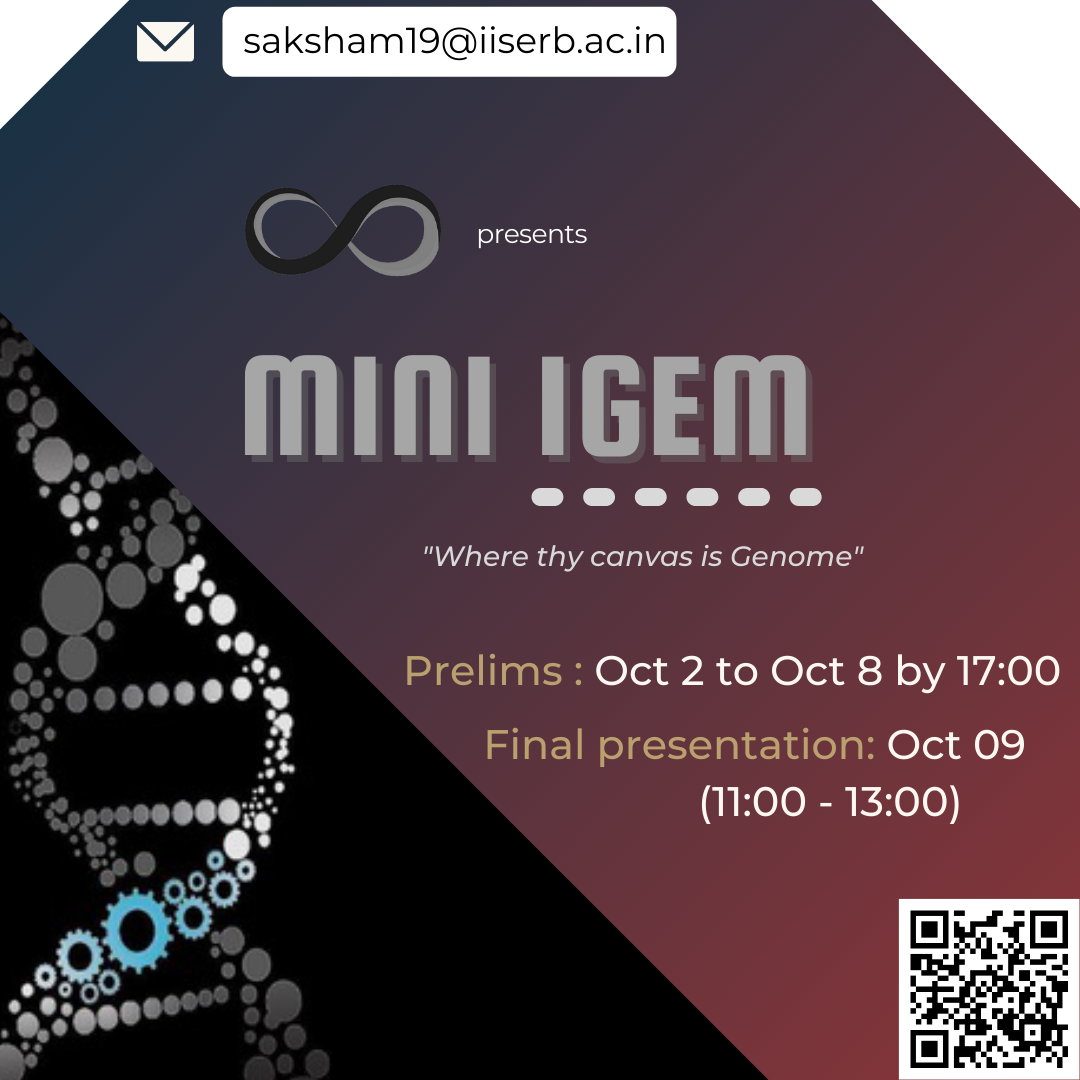 saksham19@iiserb.ac.in
presents
MINI IGEM
"Where thy canvas is Genome"
Prelims : Oct 2 to Oct 8 by 17:00
Final presentation: Oct 09
(11:00 - 13:00)